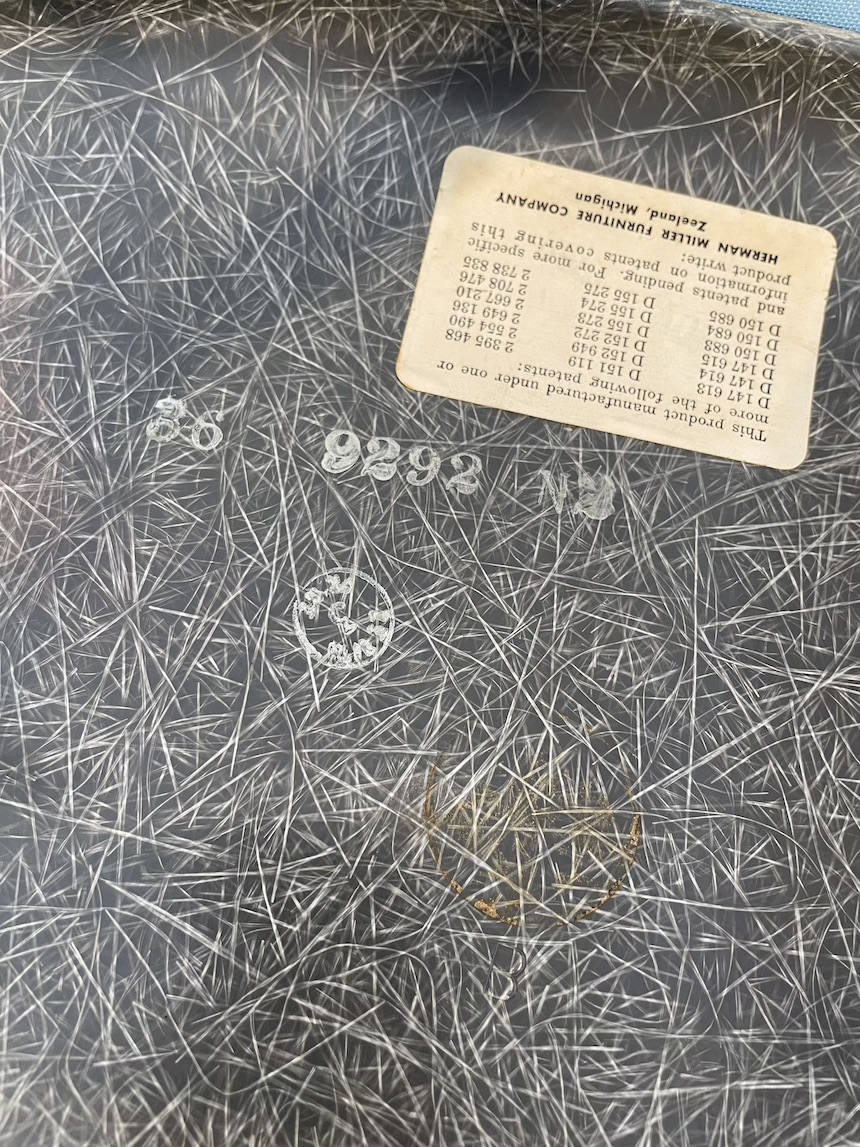 This product manufactured under one or
more of the following patents:
D 147 613 D 151 119 2 395 468
D 147 614 D 152 949 2 554 490
D 147 615 D 155 272 2 649 136
D 150 683 D 155 273 2 667 210
D 150 684 D 155 274 2 708 476
D 150 685 D 155 275 2 738 835
and patents pending. For more specific
information on patents covering this
product write:
HERMAN MILLER FURNITURE COMPANY
Zeeland, Michigan
36 9292